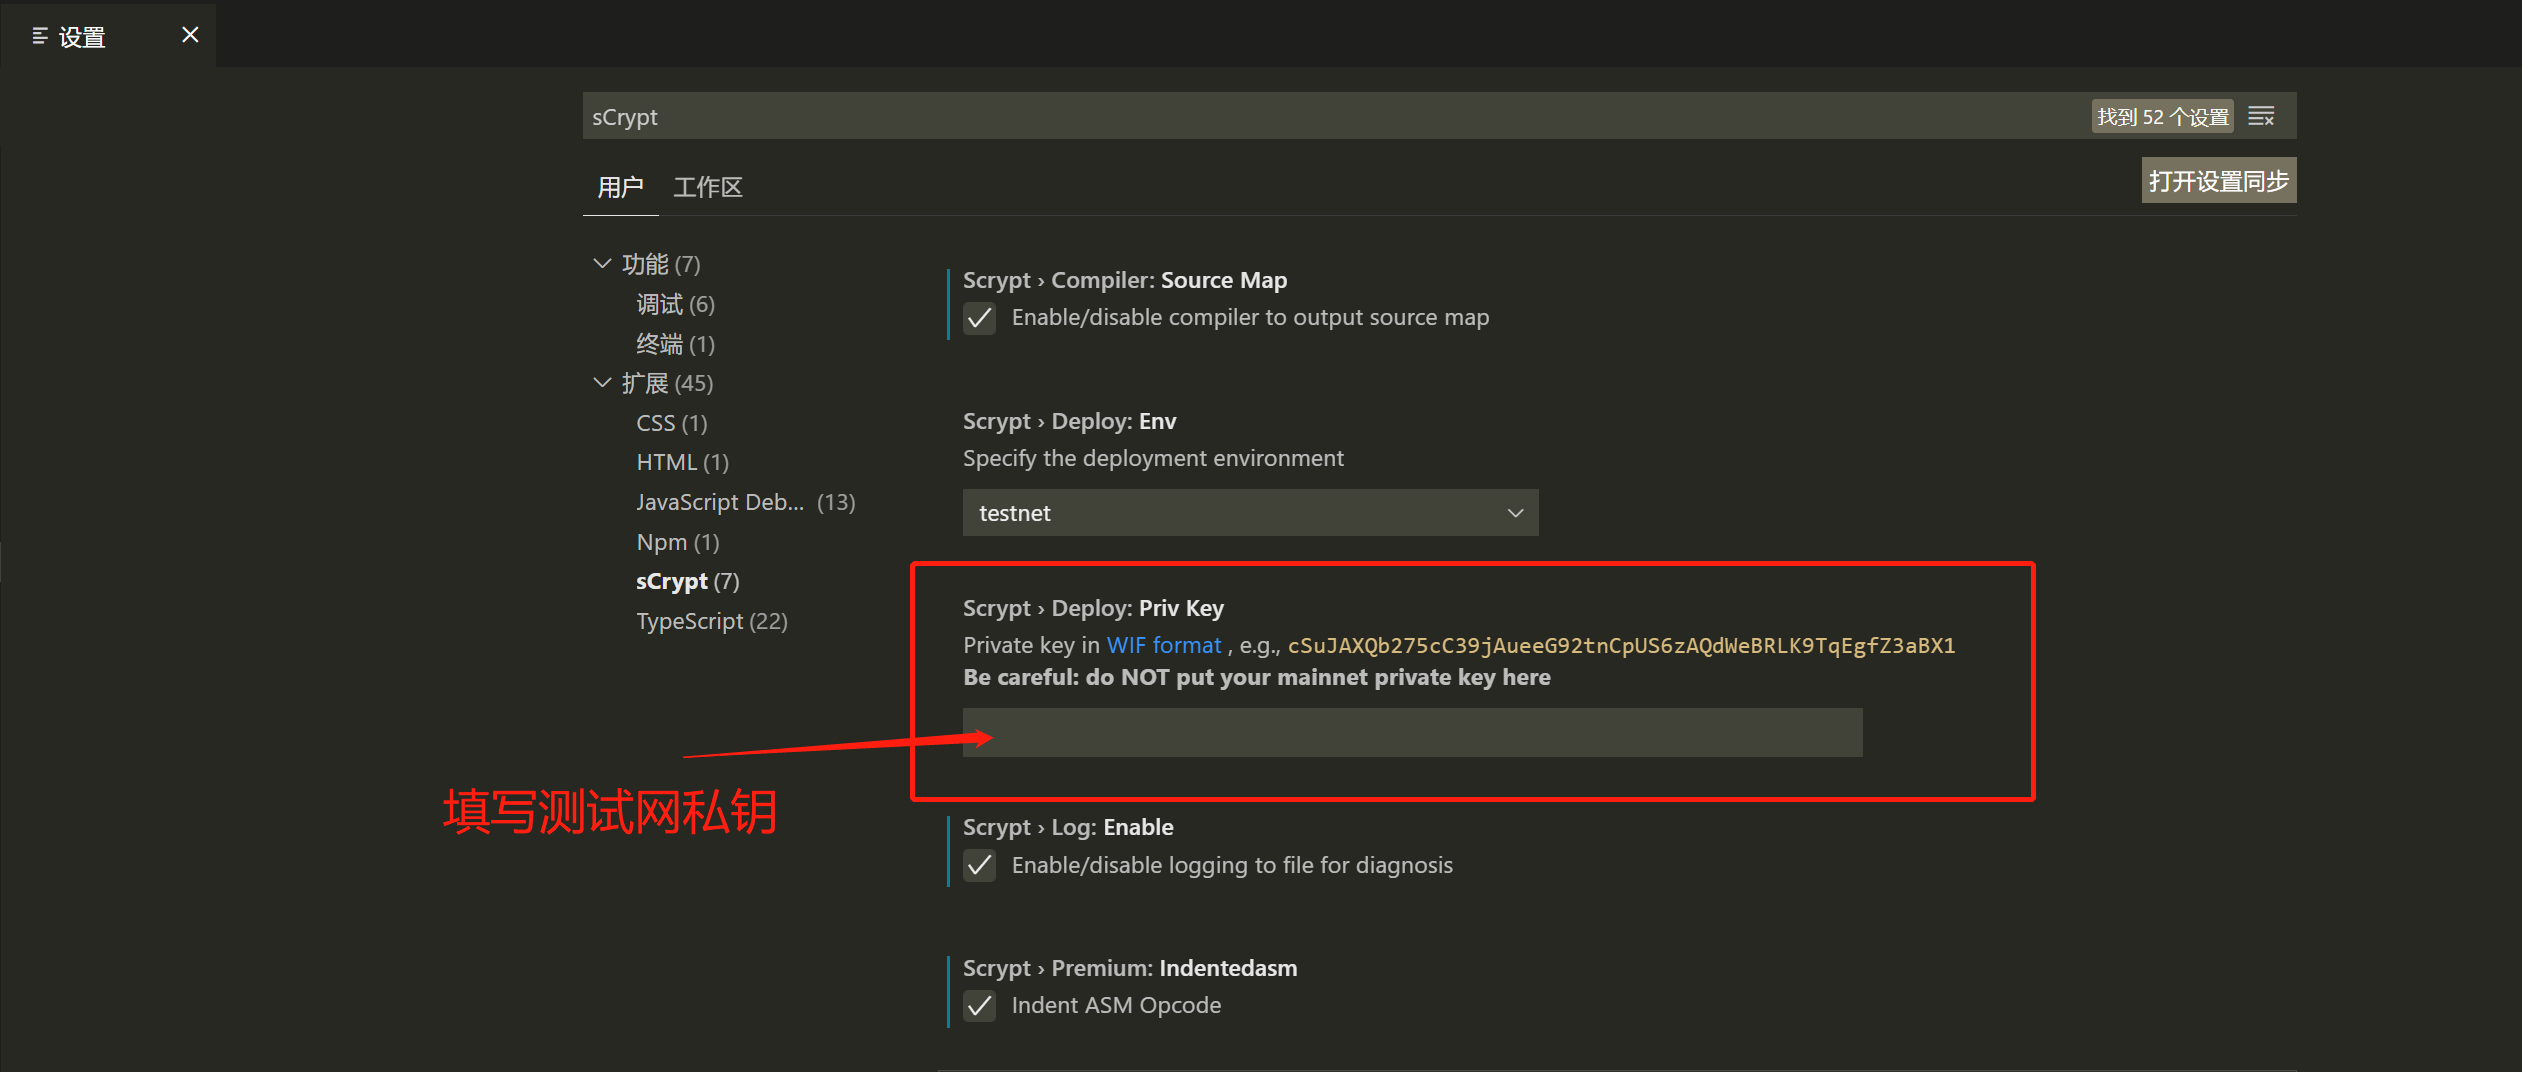 设置
sCrypt
找到 52 个设置
用户 工作区
打开设置同步
功能 (7)
调试 (6)
终端 (1)
扩展 (45)
CSS (1)
HTML (1)
JavaScript Deb... (13)
Npm (1)
sCrypt (7)
TypeScript (22)
Scrypt › Compiler: Source Map
Enable/disable compiler to output source map
Scrypt › Deploy: Env
Specify the deployment environment
testnet
Scrypt › Deploy: Priv Key
Private key in WIF format , e.g., cSuJAXQb275cC39jAueeG92tnCpUS6zAQdWeBRLK9TqEgfZ3aBX1
Be careful: do NOT put your mainnet private key here
填写测试网私钥
Scrypt › Log: Enable
Enable/disable logging to file for diagnosis
Scrypt › Premium: Indentedasm
Indent ASM Opcode